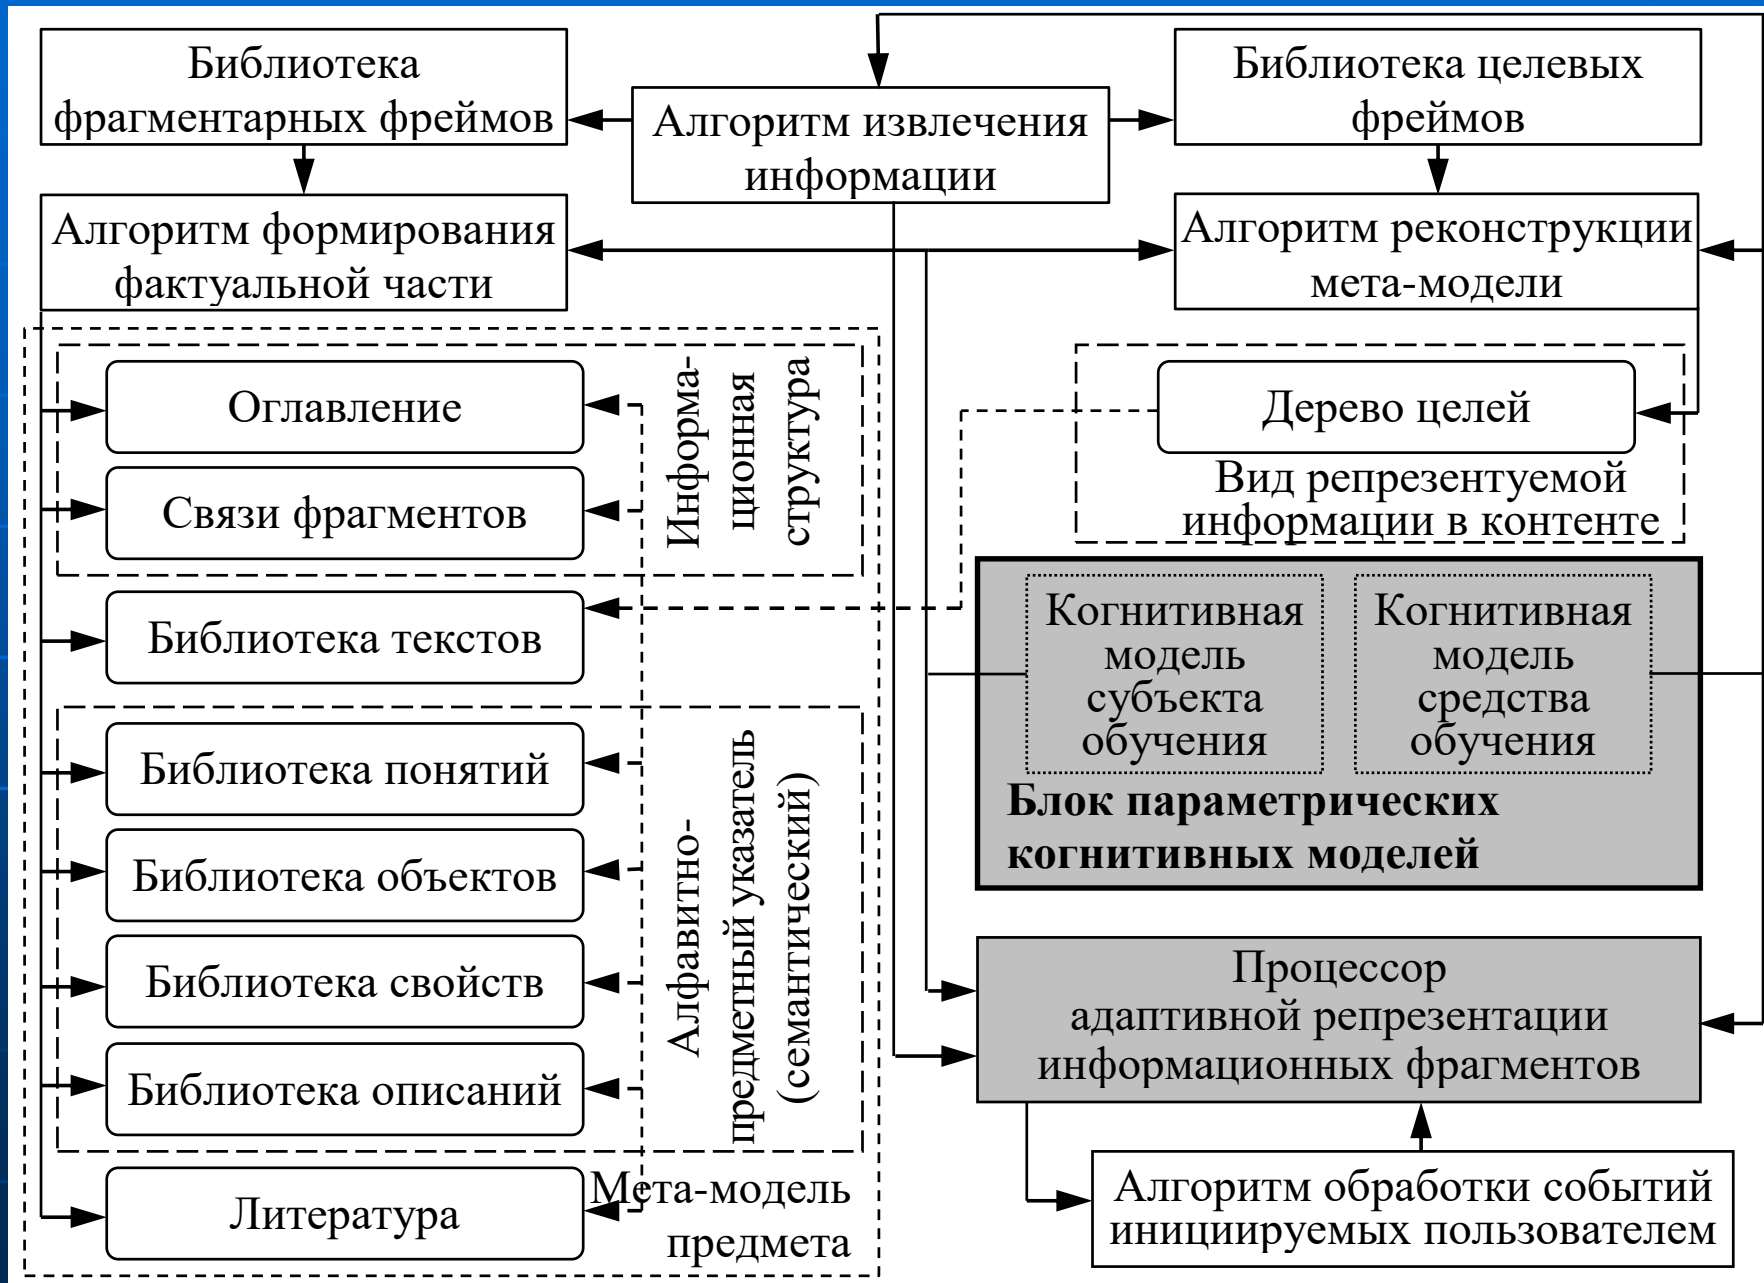 Библиотека
фрагментарных фреймов
Алгоритм извлечения
информации
Библиотека целевых
фреймов
Алгоритм формирования
фактуальной части
Алгоритм реконструкции
мета-модели
Оглавление
Связи фрагментов
Информа-
ционная
структура
Дерево целей
Вид репрезентуемой
информации в контенте
Библиотека текстов
Когнитивная
модель
субъекта
обучения
Когнитивная
модель
средства
обучения
Блок параметрических
когнитивных моделей
Библиотека понятий
Библиотека объектов
Библиотека свойств
Библиотека описаний
Алфавитно-
предметный указатель
(семантический)
Процессор
адаптивной репрезентации
информационных фрагментов
Литература
Мета-модель
предмета
Алгоритм обработки событий
инициируемых пользователем